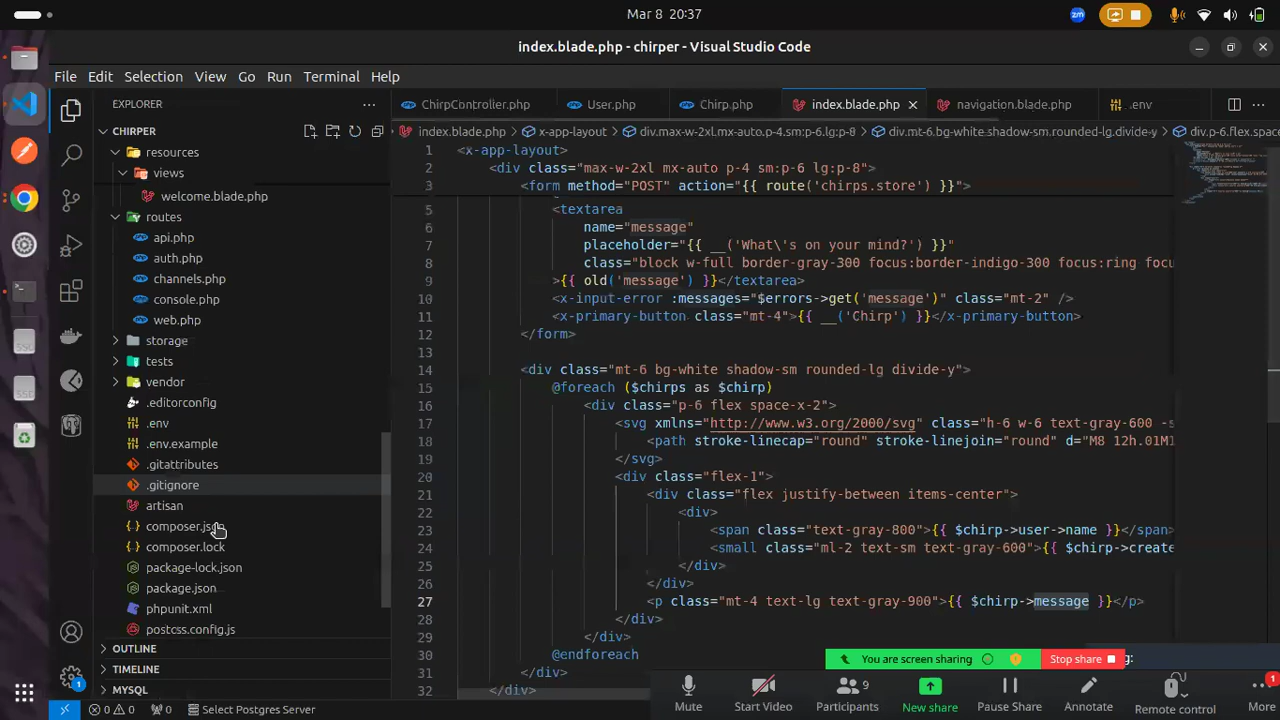 Mar 8 20:37
zm
index.blade.php - chirper - Visual Studio Code
File Edit Selection View Go Run Terminal Help
EXPLORER
ChirpController.php User.php Chirp.php index.blade.php navigation.blade.php .env
CHIRPER
index.blade.php x-app-layout div.max-w-2xl.mx-auto.p-4.sm:p-6.lg:p-8 div.mt-6.bg-white.shadow-sm.rounded-lg.divide-y div.p-6.flex.space
resources
views
welcome.blade.php
routes
api.php
auth.php
channels.php
console.php
web.php
storage
tests
vendor
.editorconfig
.env
.env.example
.gitattributes
.gitignore
artisan
composer.json
composer.lock
package-lock.json
package.json
phpunit.xml
postcss.config.js
OUTLINE
TIMELINE
MYSQL
1 <x-app-layout>
2 <div class="max-w-2xl mx-auto p-4 sm:p-6 lg:p-8">
3 <form method="POST" action="{{ route('chirps.store') }}">
5 <textarea
6 name="message"
7 placeholder="{{ __('What\'s on your mind?') }}"
8 class="block w-full border-gray-300 focus:border-indigo-300 focus:ring focu
9 >{{ old('message') }}</textarea>
10 <x-input-error :messages="$errors->get('message')" class="mt-2" />
11 <x-primary-button class="mt-4">{{ __('Chirp') }}</x-primary-button>
12 </form>
13
14 <div class="mt-6 bg-white shadow-sm rounded-lg divide-y">
15 @foreach ($chirps as $chirp)
16 <div class="p-6 flex space-x-2">
17 <svg xmlns="http://www.w3.org/2000/svg" class="h-6 w-6 text-gray-600 -s
18 <path stroke-linecap="round" stroke-linejoin="round" d="M8 12h.01M1
19 </svg>
20 <div class="flex-1">
21 <div class="flex justify-between items-center">
22 <div>
23 <span class="text-gray-800">{{ $chirp->user->name }}</span>
24 <small class="ml-2 text-sm text-gray-600">{{ $chirp->create
25 </div>
26 </div>
27 <p class="mt-4 text-lg text-gray-900">{{ $chirp->message }}</p>
28 </div>
29 </div>
30 @endforeach
31 </div>
32 </div>
You are screen sharing Stop share g:
Mute Start Video 9 Participants New share Pause Share Annotate Remote control 1 More
1 0 0 0 Select Postgres Server